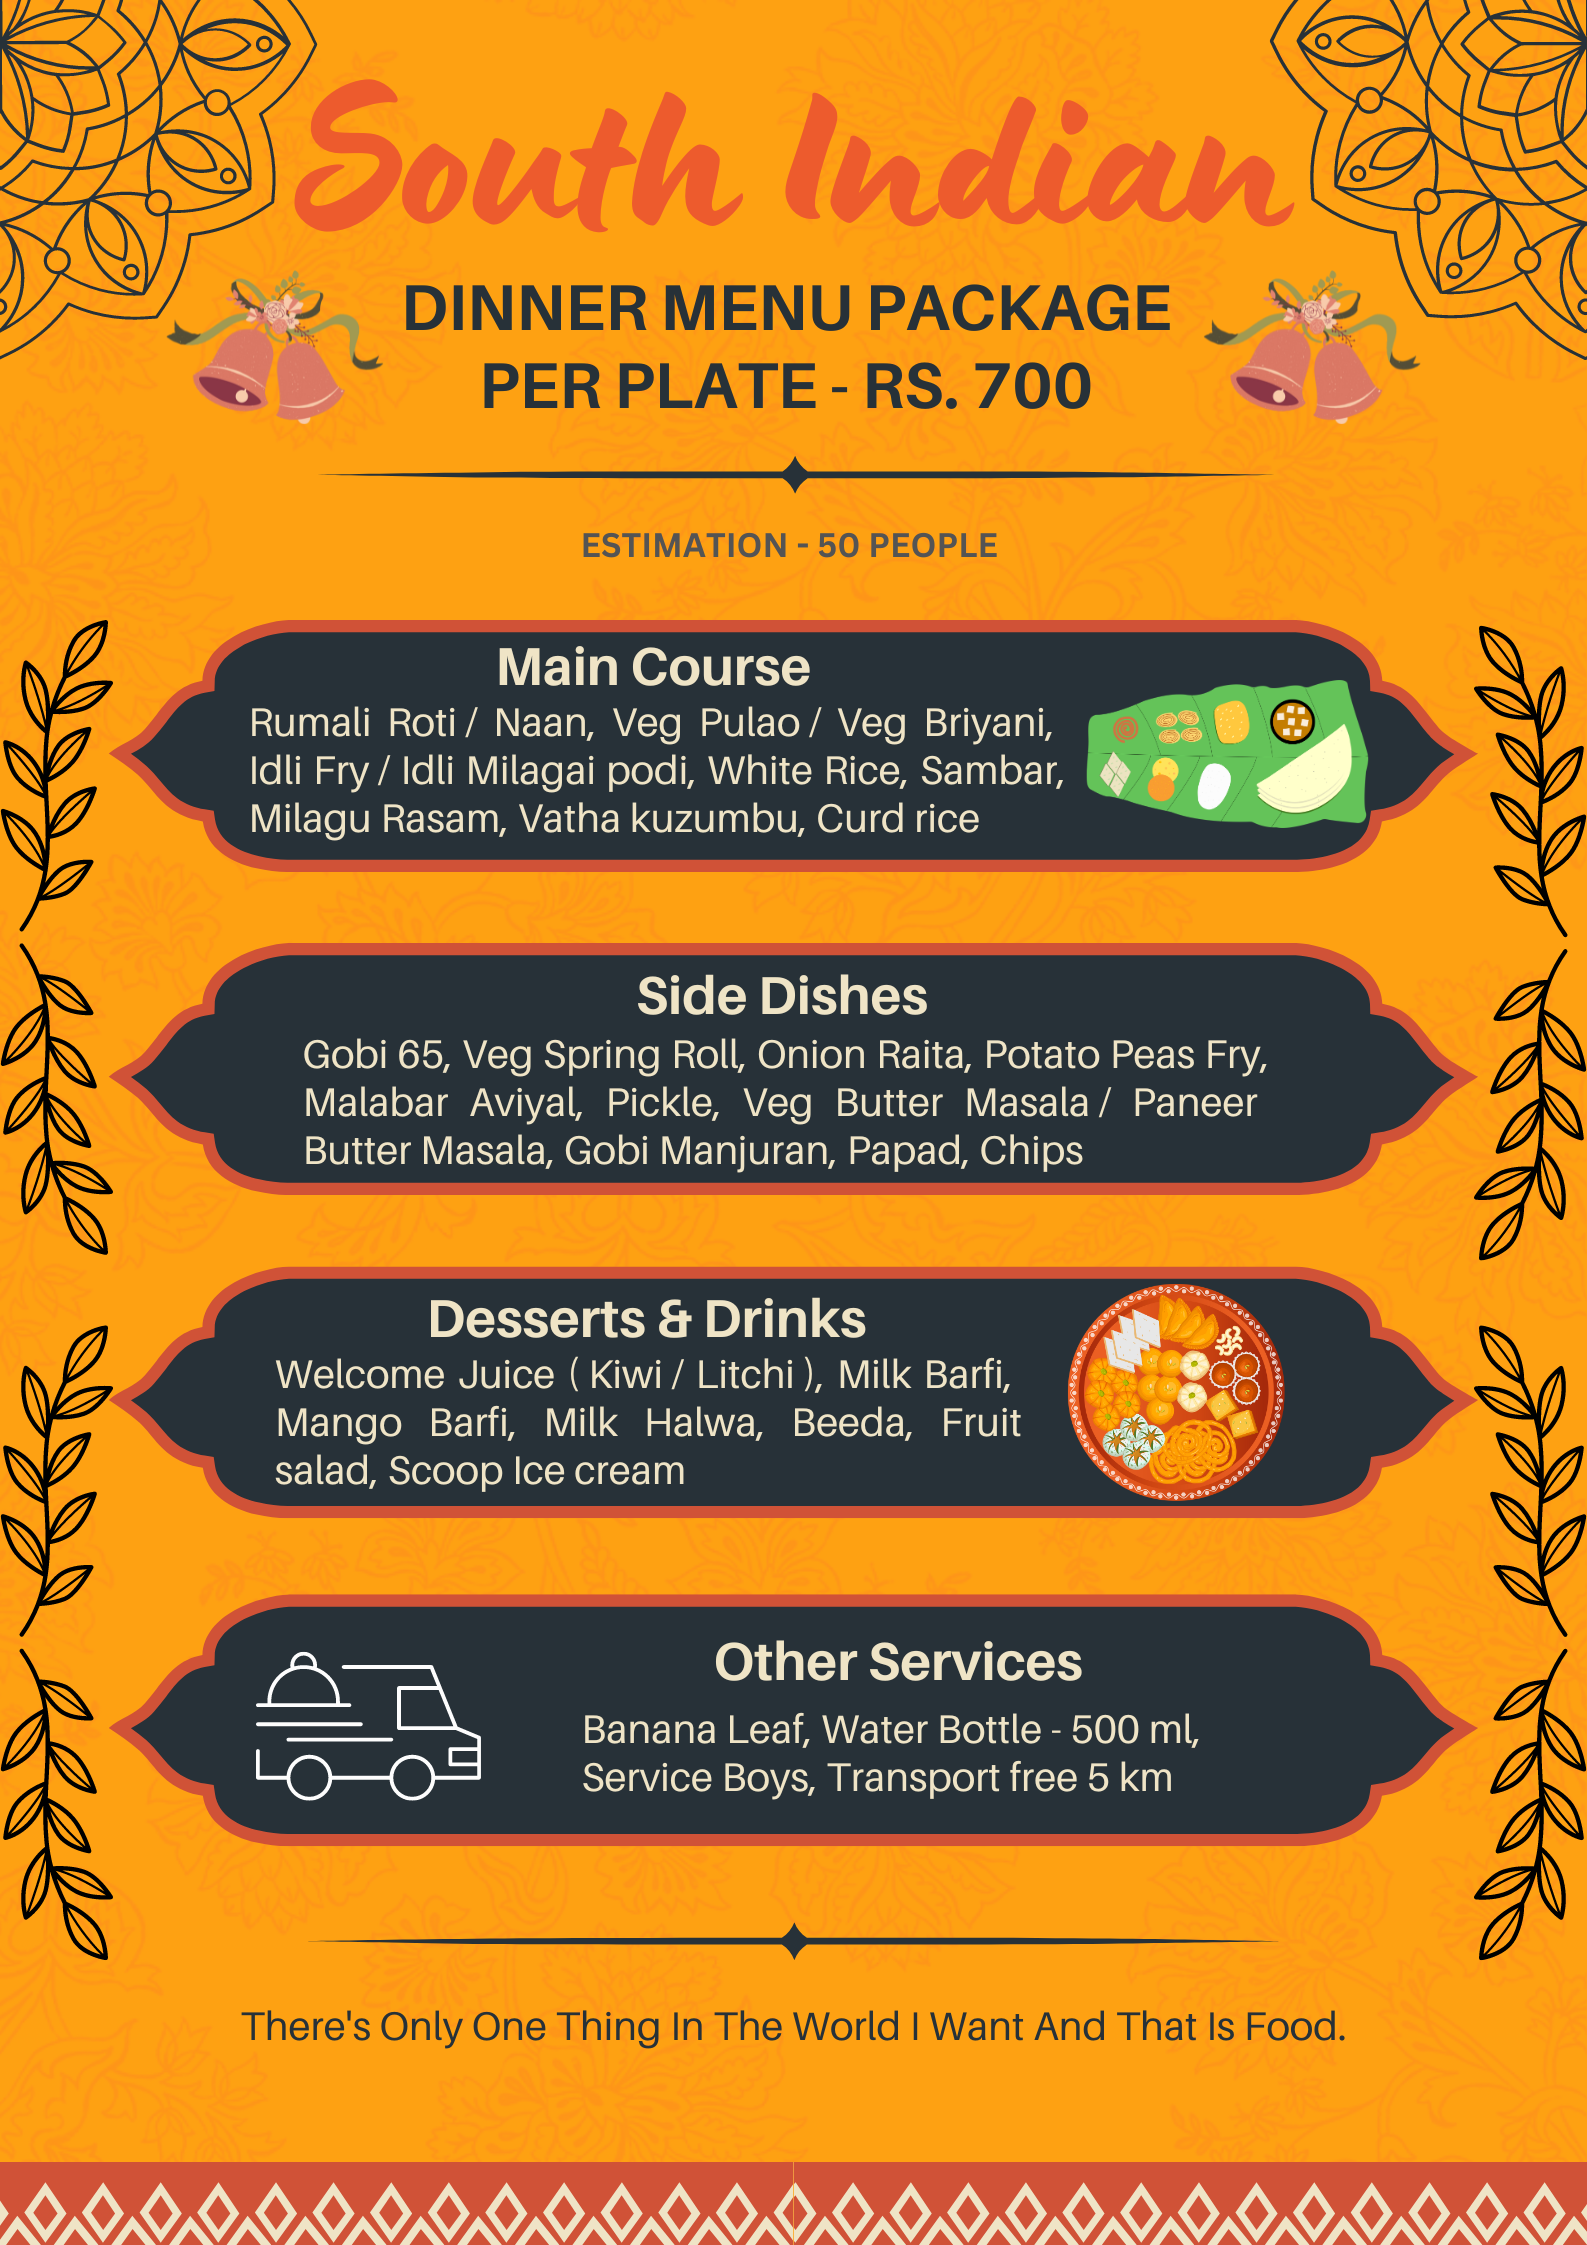 South Indian
DINNER MENU PACKAGE
PER PLATE - RS. 700
ESTIMATION - 50 PEOPLE
Main Course
Rumali Roti / Naan, Veg Pulao / Veg Briyani,
Idli Fry / Idli Milagai podi, White Rice, Sambar,
Milagu Rasam, Vatha kuzumbu, Curd rice
Side Dishes
Gobi 65, Veg Spring Roll, Onion Raita, Potato Peas Fry,
Malabar Aviyal, Pickle, Veg Butter Masala / Paneer
Butter Masala, Gobi Manjuran, Papad, Chips
Desserts & Drinks
Welcome Juice ( Kiwi / Litchi ), Milk Barfi,
Mango Barfi, Milk Halwa, Beeda, Fruit
salad, Scoop Ice cream
Other Services
Banana Leaf, Water Bottle - 500 ml,
Service Boys, Transport free 5 km
There's Only One Thing In The World I Want And That Is Food.